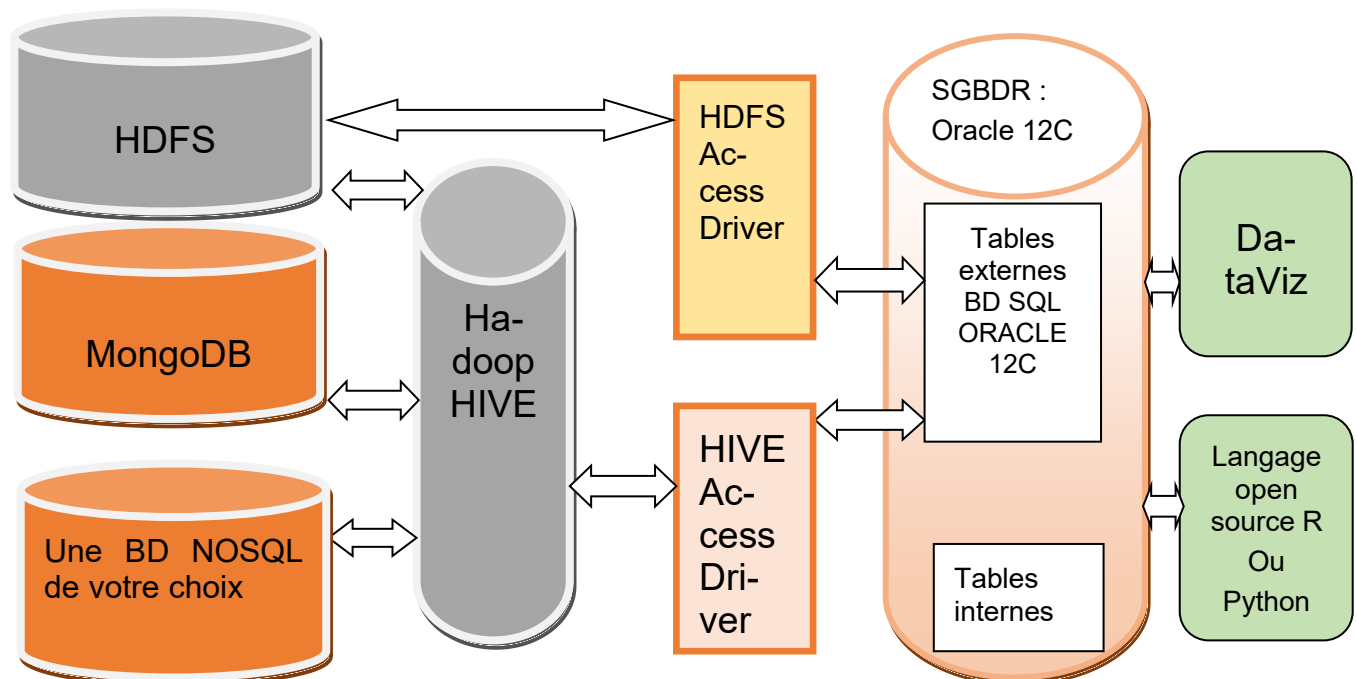 HDFS
MongoDB
Une BD NOSQL
de votre choix
Ha-
doop
HIVE
HDFS
Ac-
cess
Driver
HIVE
Ac-
cess
Dri-
ver
SGBDR :
Oracle 12C
Tables
externes
BD SQL
ORACLE
12C
Tables
internes
Da-
taViz
Langage
open
source R
Ou
Python